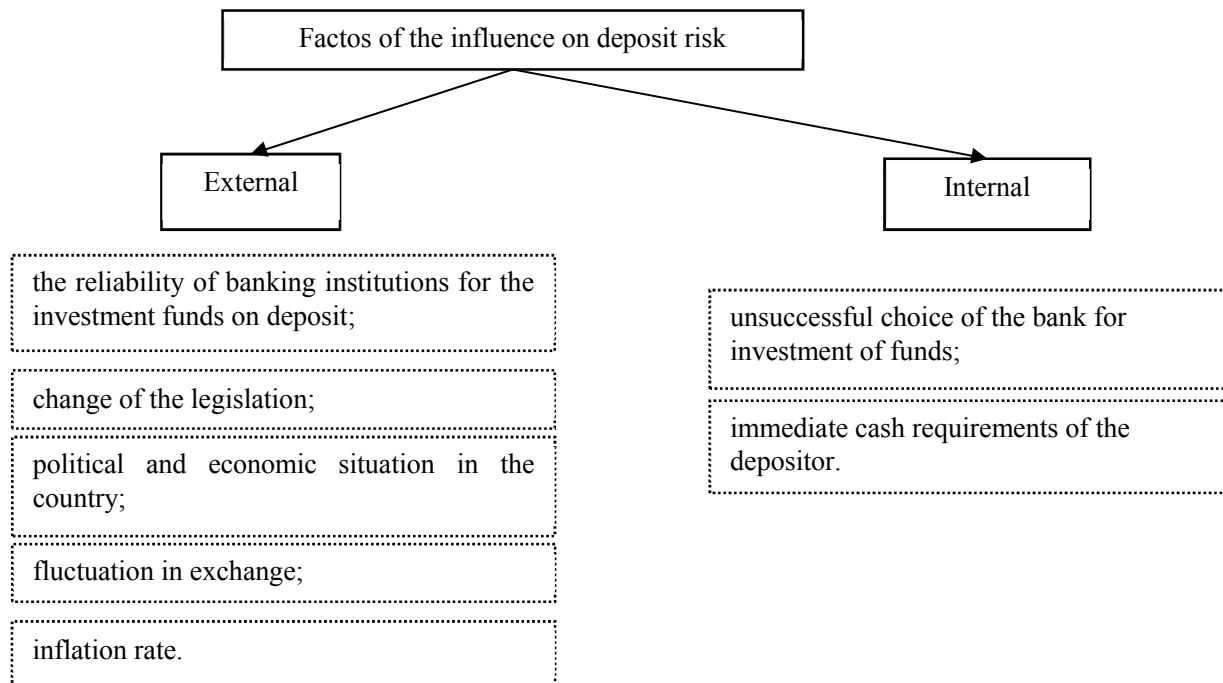 Factos of the influence on deposit risk
External
Internal
the reliability of banking institutions for the
investment funds on deposit;
change of the legislation;
political and economic situation in the
country;
fluctuation in exchange;
inflation rate.
unsuccessful choice of the bank for
investment of funds;
immediate cash requirements of the
depositor.